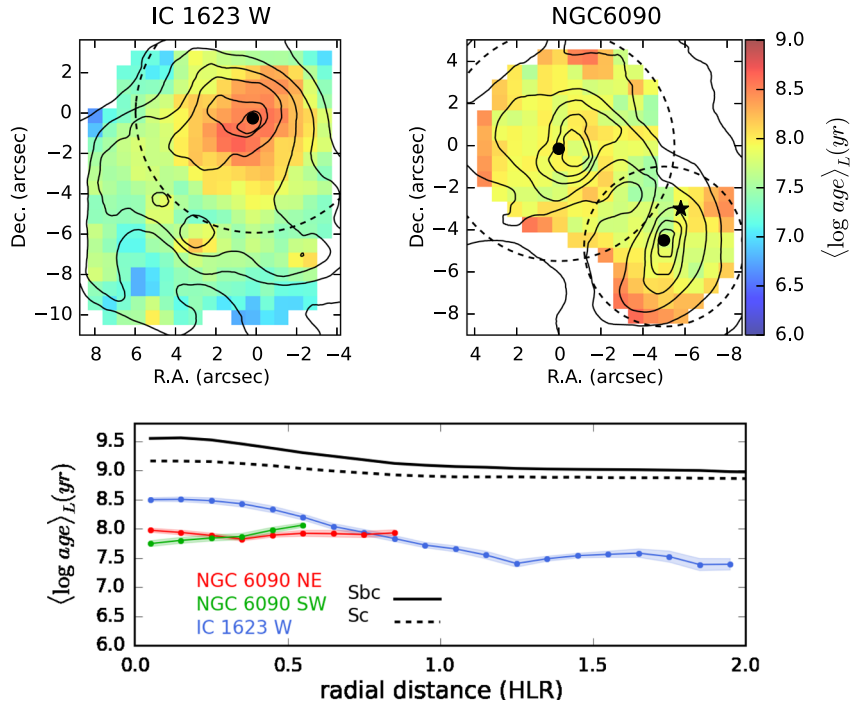 IC 1623 W
NGC6090
Dec. (arcsec)
2
0
−2
−4
−6
−8
−10
8 6 4 2 0 −2 −4
R.A. (arcsec)
Dec. (arcsec)
4
2
0
−2
−4
−6
−8
4 2 0 −2 −4 −6 −8
R.A. (arcsec)
9.0
8.5
8.0
7.5
7.0
6.5
6.0
⟨log age⟩L(yr)
⟨log age⟩L(yr)
9.5
9.0
8.5
8.0
7.5
7.0
6.5
6.0
NGC 6090 NE
NGC 6090 SW
IC 1623 W
Sbc
Sc
0.0 0.5 1.0 1.5 2.0
radial distance (HLR)